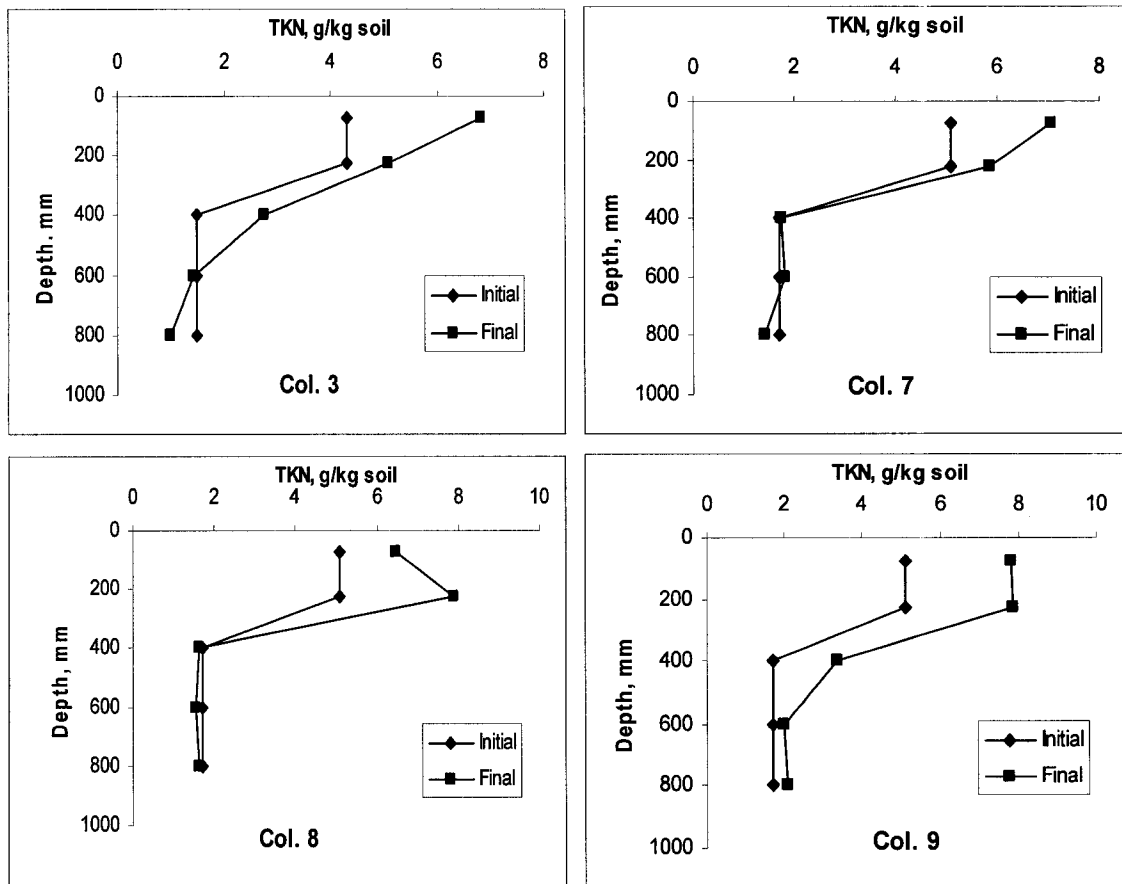 TKN, g/kg soil
0 2 4 6 8
0
200
400
600
800
1000
Depth. mm
Initial
Final
Col. 3
TKN, g/kg soil
0 2 4 6 8
0
200
400
600
800
1000
Depth, mm
Initial
Final
Col. 7
TKN, g/kg soil
0 2 4 6 8 10
0
200
400
600
800
1000
Depth, mm
Initial
Final
Col. 8
TKN, g/kg soil
0 2 4 6 8 10
0
200
400
600
800
1000
Depth, mm
Initial
Final
Col. 9